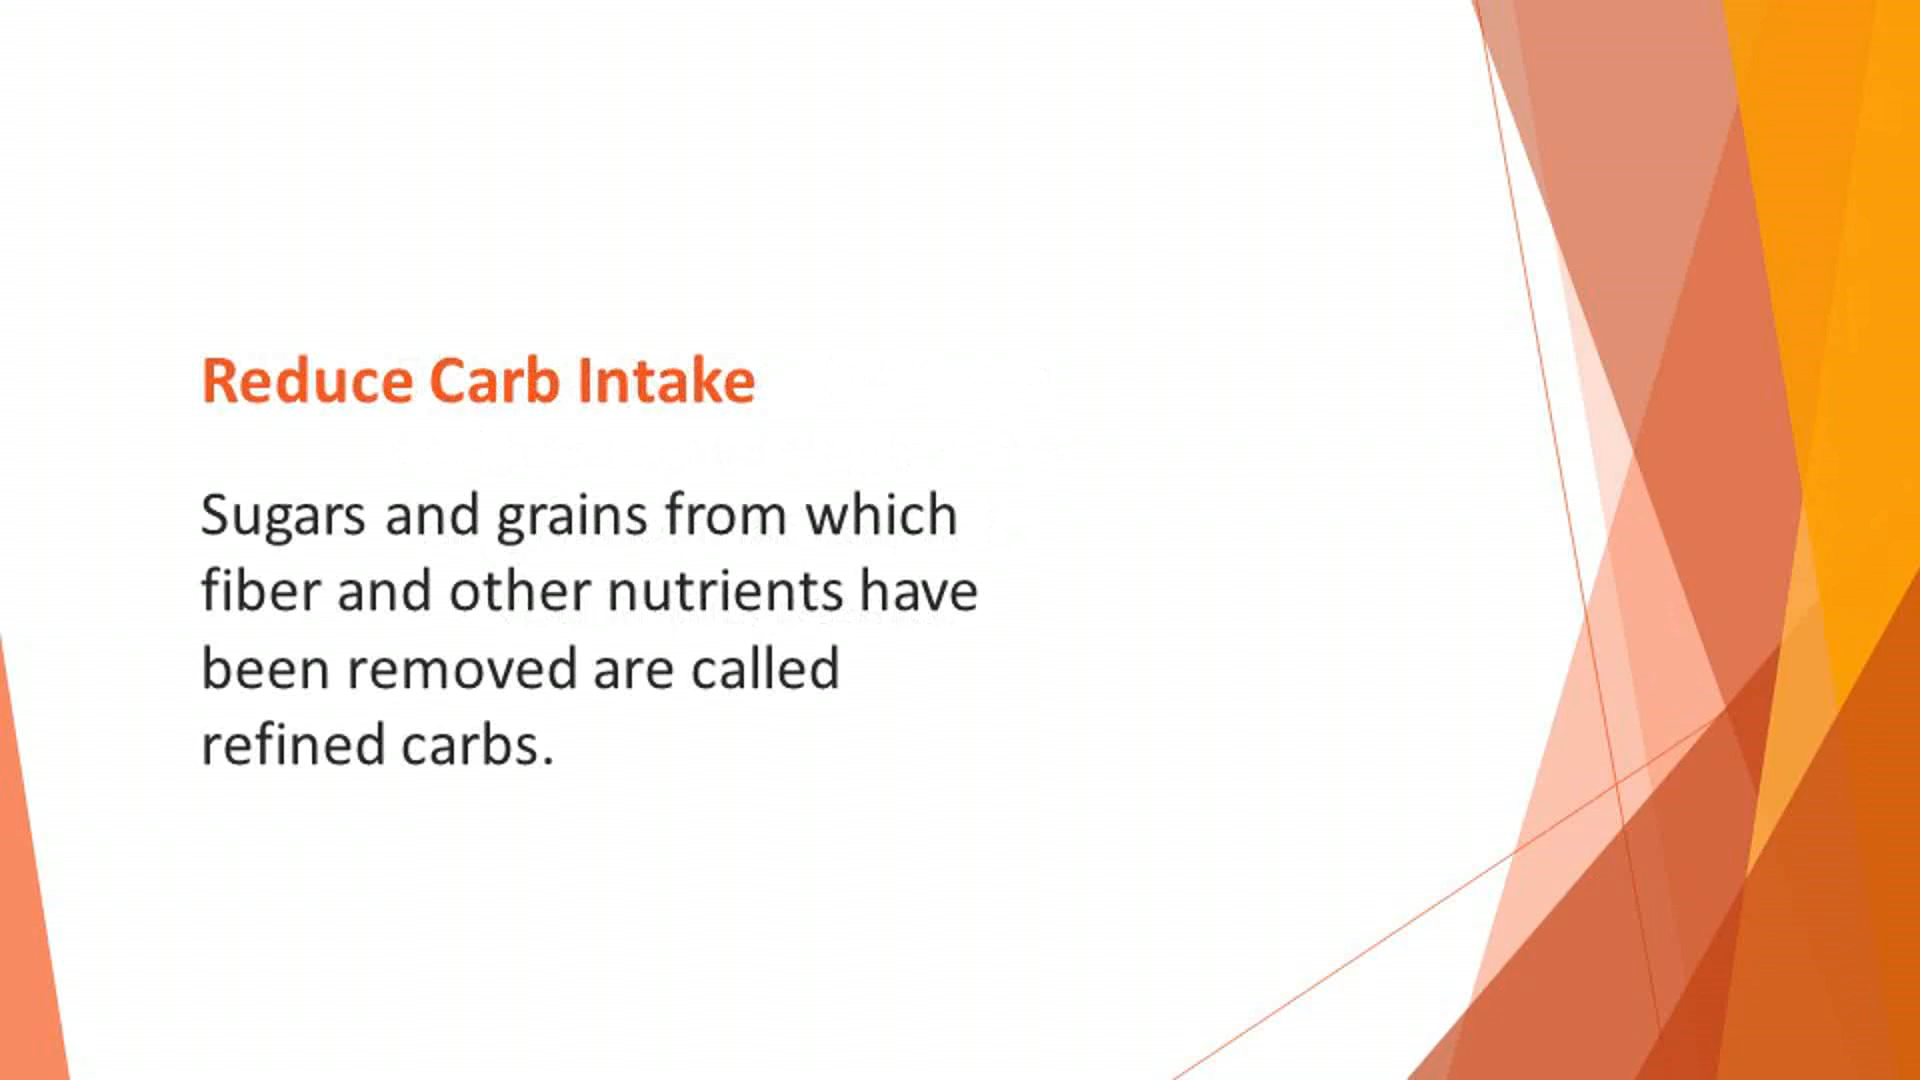 Reduce Carb Intake
Sugars and grains from which
fiber and other nutrients have
been removed are called
refined carbs.